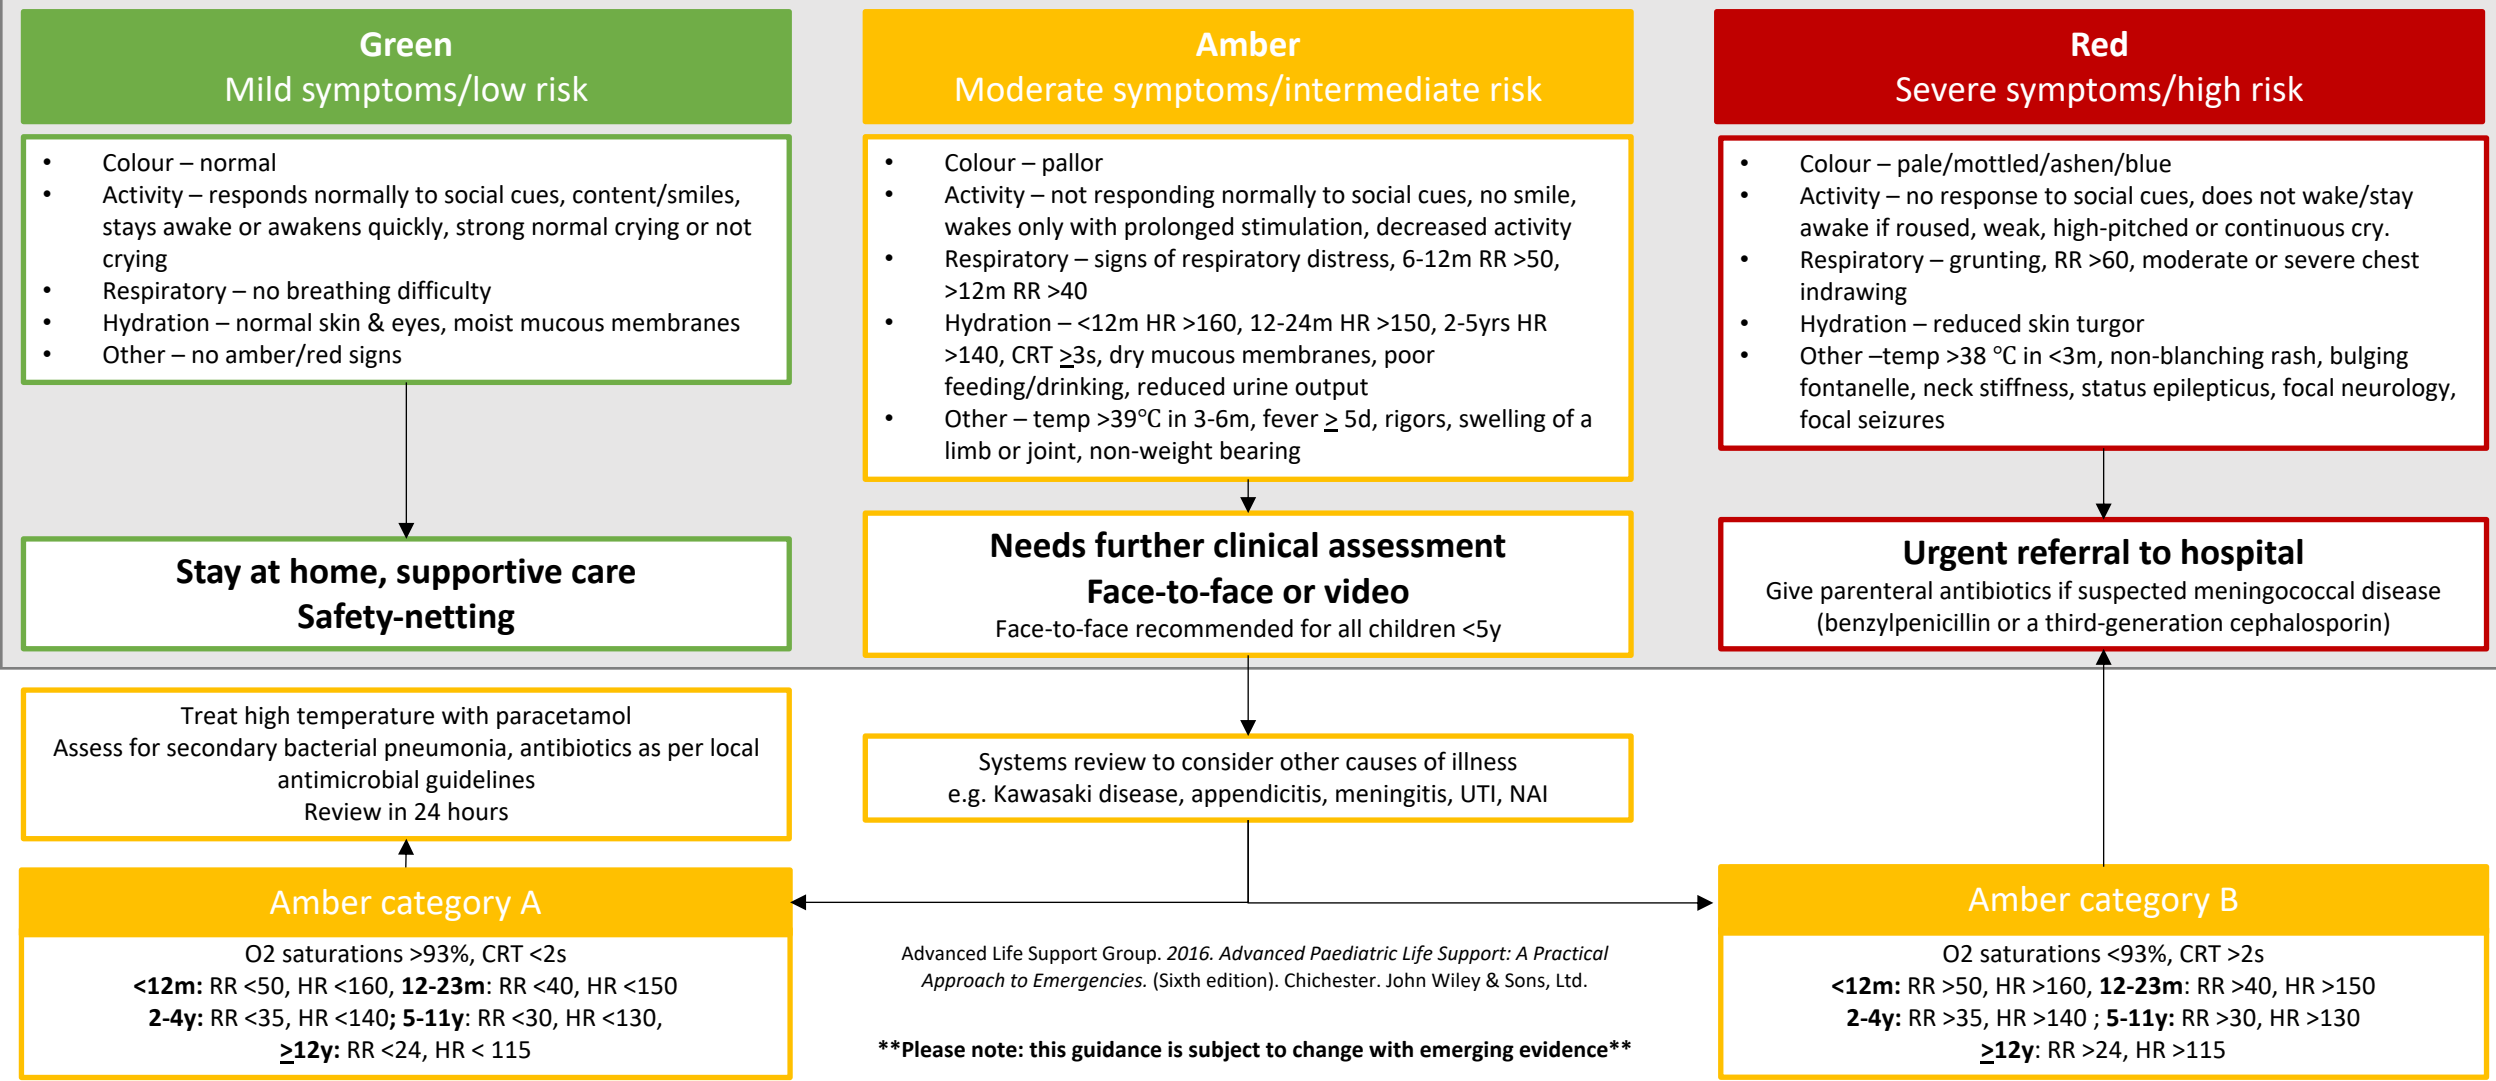 Green
Mild symptoms/low risk
• Colour – normal
• Activity – responds normally to social cues, content/smiles,
stays awake or awakens quickly, strong normal crying or not
crying
• Respiratory – no breathing difficulty
• Hydration – normal skin & eyes, moist mucous membranes
• Other – no amber/red signs
Stay at home, supportive care
Safety-netting
Amber
Moderate symptoms/intermediate risk
• Colour – pallor
• Activity – not responding normally to social cues, no smile,
wakes only with prolonged stimulation, decreased activity
• Respiratory – signs of respiratory distress, 6-12m RR >50,
>12m RR >40
• Hydration – <12m HR >160, 12-24m HR >150, 2-5yrs HR
>140, CRT ≥3s, dry mucous membranes, poor
feeding/drinking, reduced urine output
• Other – temp >39℃ in 3-6m, fever ≥ 5d, rigors, swelling of a
limb or joint, non-weight bearing
Needs further clinical assessment
Face-to-face or video
Face-to-face recommended for all children <5y
Red
Severe symptoms/high risk
• Colour – pale/mottled/ashen/blue
• Activity – no response to social cues, does not wake/stay
awake if roused, weak, high-pitched or continuous cry.
• Respiratory – grunting, RR >60, moderate or severe chest
indrawing
• Hydration – reduced skin turgor
• Other –temp >38 ℃ in <3m, non-blanching rash, bulging
fontanelle, neck stiffness, status epilepticus, focal neurology,
focal seizures
Urgent referral to hospital
Give parenteral antibiotics if suspected meningococcal disease
(benzylpenicillin or a third-generation cephalosporin)
Treat high temperature with paracetamol
Assess for secondary bacterial pneumonia, antibiotics as per local
antimicrobial guidelines
Review in 24 hours
Systems review to consider other causes of illness
e.g. Kawasaki disease, appendicitis, meningitis, UTI, NAI
Amber category A
O2 saturations >93%, CRT <2s
<12m: RR <50, HR <160, 12-23m: RR <40, HR <150
2-4y: RR <35, HR <140; 5-11y: RR <30, HR <130,
≥12y: RR <24, HR < 115
Advanced Life Support Group. 2016. Advanced Paediatric Life Support: A Practical
Approach to Emergencies. (Sixth edition). Chichester. John Wiley & Sons, Ltd.
**Please note: this guidance is subject to change with emerging evidence**
Amber category B
O2 saturations <93%, CRT >2s
<12m: RR >50, HR >160, 12-23m: RR >40, HR >150
2-4y: RR >35, HR >140 ; 5-11y: RR >30, HR >130
≥12y: RR >24, HR >115